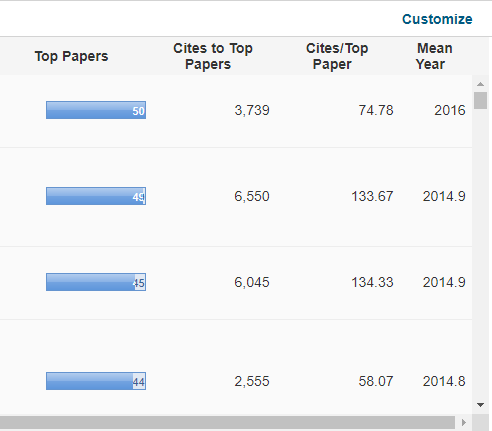 Customize
Top Papers Cites to Top Papers Cites/Top Paper Mean Year
50 3,739 74.78 2016
49 6,550 133.67 2014.9
45 6,045 134.33 2014.9
44 2,555 58.07 2014.8